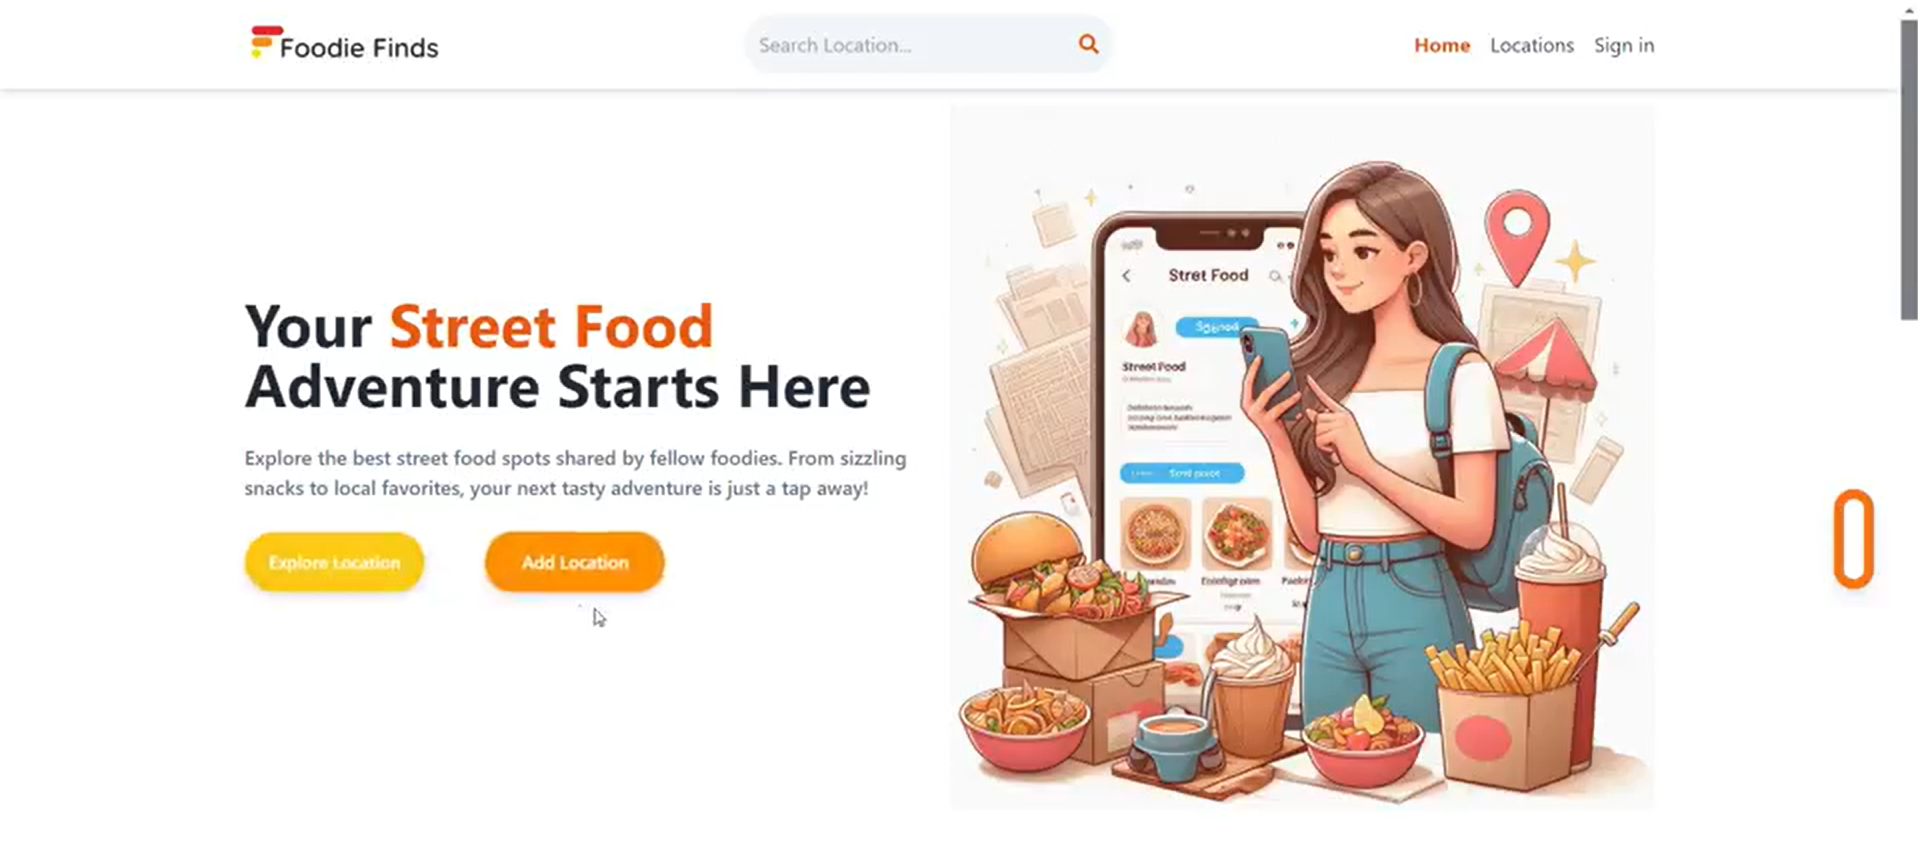 Foodie Finds
Search Location...
Home Locations Sign in
Your Street Food
Adventure Starts Here
Explore the best street food spots shared by fellow foodies. From sizzling
snacks to local favorites, your next tasty adventure is just a tap away!
Explore Location Add Location
Stret Food
Street Food